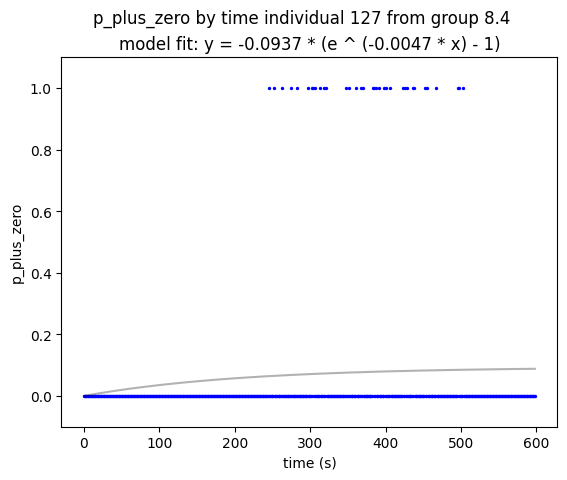 p_plus_zero by time individual 127 from group 8.4
model fit: y = -0.0937 * (e ^ (-0.0047 * x) - 1)
1.0
0.8
0.6
0.4
0.2
0.0
p_plus_zero
0 100 200 300 400 500 600
time (s)